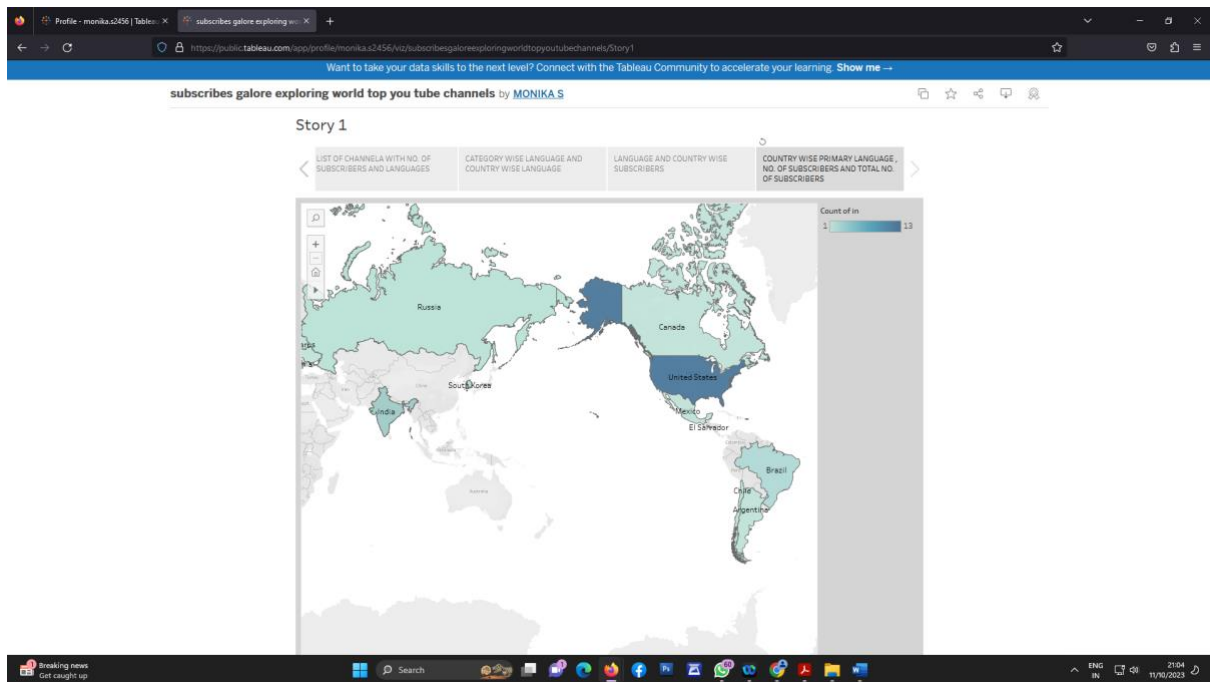 Profile - monika.s2456 | Tablea
subscribes galore exploring wo
https://public.tableau.com/app/profile/monika.s2456/viz/subscribesgaloreexploringworldtopyoutubechannels/Story1
Want to take your data skills to the next level? Connect with the Tableau Community to accelerate your learning. Show me →
subscribes galore exploring world top you tube channels by MONIKA S
Story 1
LIST OF CHANNELA WITH NO. OF
SUBSCRIBERS AND LANGUAGES
CATEGORY WISE LANGUAGE AND
COUNTRY WISE LANGUAGE
LANGUAGE AND COUNTRY WISE
SUBSCRIBERS
COUNTRY WISE PRIMARY LANGUAGE ,
NO. OF SUBSCRIBERS AND TOTAL NO.
OF SUBSCRIBERS
Count of in
1 13
Russia
Canada
China
South Korea
United States
India
Mexico
El Salvador
Brazil
Australia
Chile
Argentina
Breaking news
Get caught up
Search
ENG
IN
21:04
11/10/2023